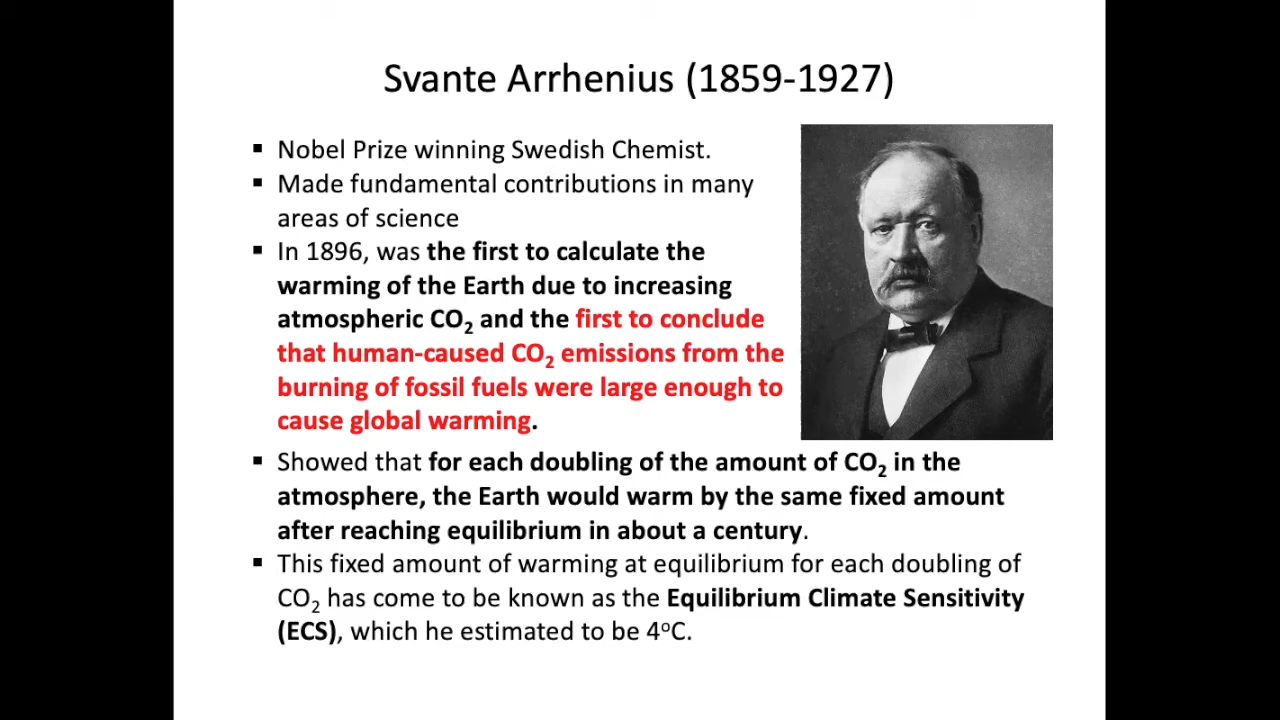 Svante Arrhenius (1859-1927)
▪ Nobel Prize winning Swedish Chemist.
▪ Made fundamental contributions in many
areas of science
▪ In 1896, was the first to calculate the
warming of the Earth due to increasing
atmospheric CO₂ and the first to conclude
that human-caused CO₂ emissions from the
burning of fossil fuels were large enough to
cause global warming.
▪ Showed that for each doubling of the amount of CO₂ in the
atmosphere, the Earth would warm by the same fixed amount
after reaching equilibrium in about a century.
▪ This fixed amount of warming at equilibrium for each doubling of
CO₂ has come to be known as the Equilibrium Climate Sensitivity
(ECS), which he estimated to be 4ᵒC.